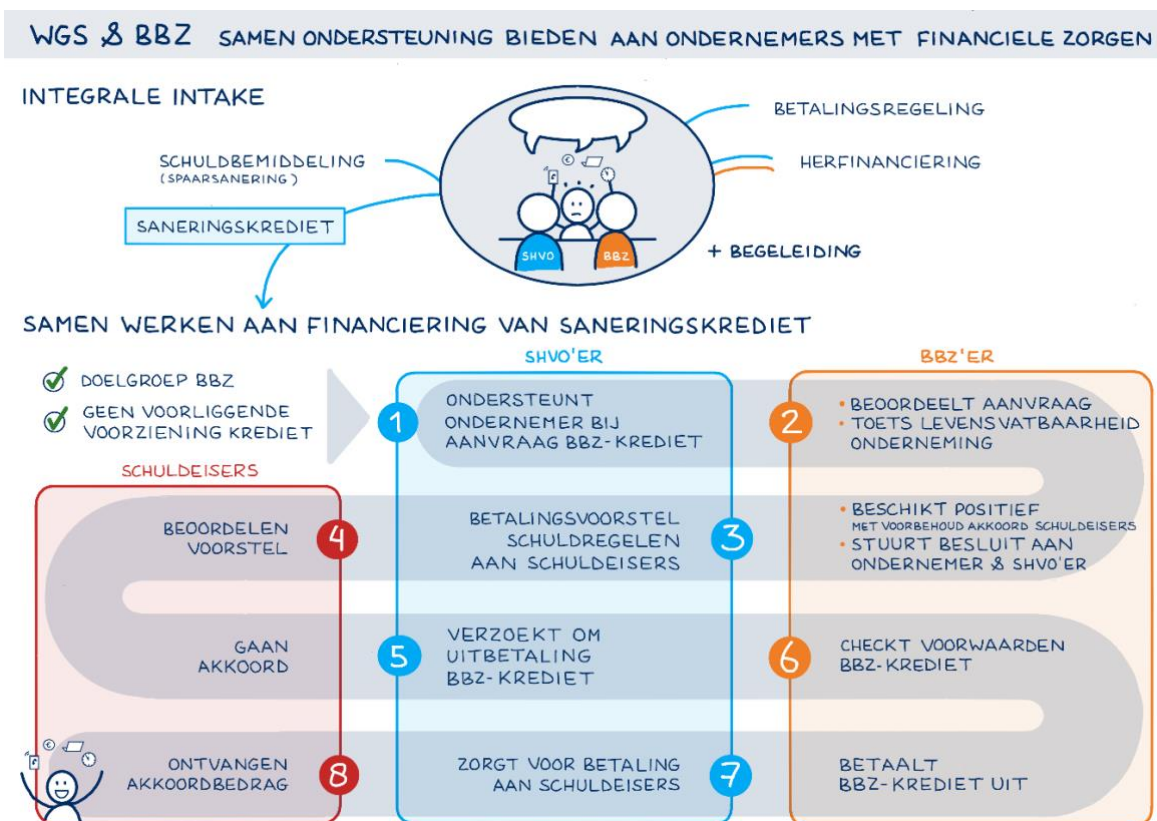 WGS & BBZ SAMEN ONDERSTEUNING BIEDEN AAN ONDERNEMERS MET FINANCIELE ZORGEN
INTEGRALE INTAKE
SCHULDBEMIDDELING
(SPAARSANERING)
SANERINGSKREDIET
SHVO
BBZ
BETALINGSREGELING
HERFINANCIERING
+ BEGELEIDING
SAMEN WERKEN AAN FINANCIERING VAN SANERINGSKREDIET
DOELGROEP BBZ
GEEN VOORLIGGENDE
VOORZIENING KREDIET
SHVO'ER
BBZ'ER
SCHULDEISERS
1
ONDERSTEUNT
ONDERNEMER BIJ
AANVRAAG BBZ-KREDIET
2
• BEOORDEELT AANVRAAG
• TOETS LEVENSVATBAARHEID
ONDERNEMING
• BESCHIKT POSITIEF
MET VOORBEHOUD AKKOORD SCHULDEISERS
• STUURT BESLUIT AAN
ONDERNEMER & SHVO'ER
3
BETALINGSVOORSTEL
SCHULDREGELEN
AAN SCHULDEISERS
4
BEOORDELEN
VOORSTEL
GAAN
AKKOORD
5
VERZOEKT OM
UITBETALING
BBZ-KREDIET
6
CHECKT VOORWAARDEN
BBZ-KREDIET
BETAALT
BBZ-KREDIET UIT
7
ZORGT VOOR BETALING
AAN SCHULDEISERS
8
ONTVANGEN
AKKOORDBEDRAG